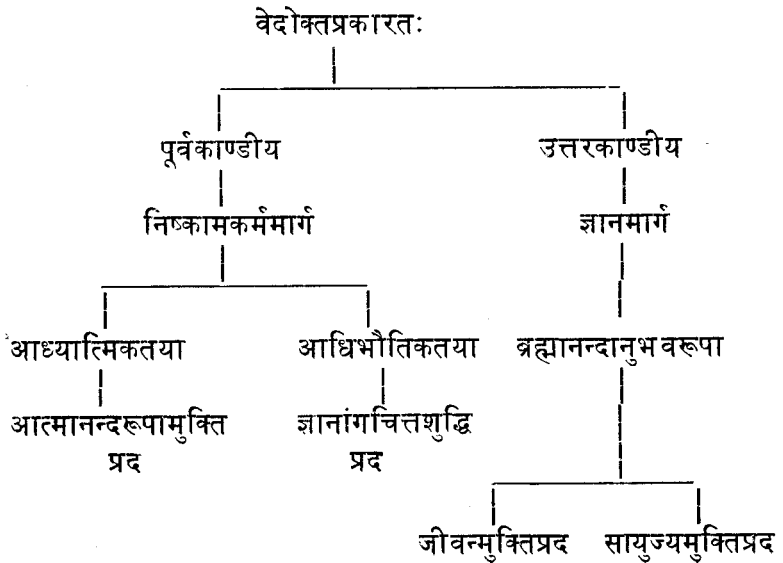 वेदोक्तप्रकारतः
पूर्वकाण्डीय उत्तरकाण्डीय
निष्कामकर्ममार्ग ज्ञानमार्ग
आध्यात्मिकतया आधिभौतिकतया ब्रह्मानन्दानुभवरूपा
आत्मानन्दरूपामुक्ति ज्ञानांगचित्तशुद्धि
प्रद प्रद
जीवन्मुक्तिप्रद सायुज्यमुक्तिप्रद